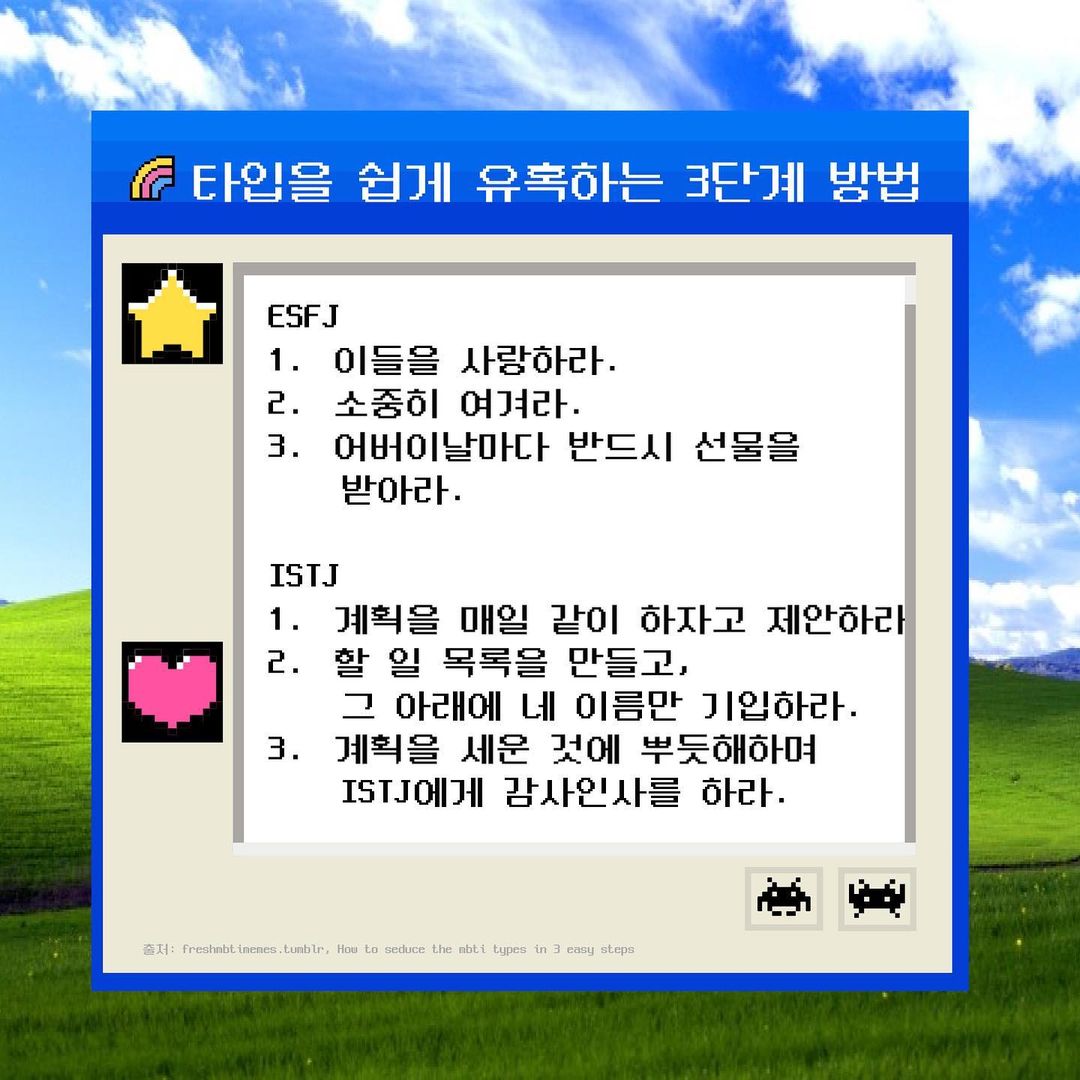 타입을 쉽게 유혹하는 3단계 방법
ESFJ
1. 이들을 사랑하라.
2. 소중히 여겨라.
3. 어버이날마다 반드시 선물을
받아라.
ISTJ
1. 계획을 매일 같이 하자고 제안하라
2. 할 일 목록을 만들고,
그 아래에 네 이름만 기입하라.
3. 계획을 세운 것에 뿌듯해하며
ISTJ에게 감사인사를 하라.
출처: freshmbtimemes.tumblr, How to seduce the mbti types in 3 easy steps